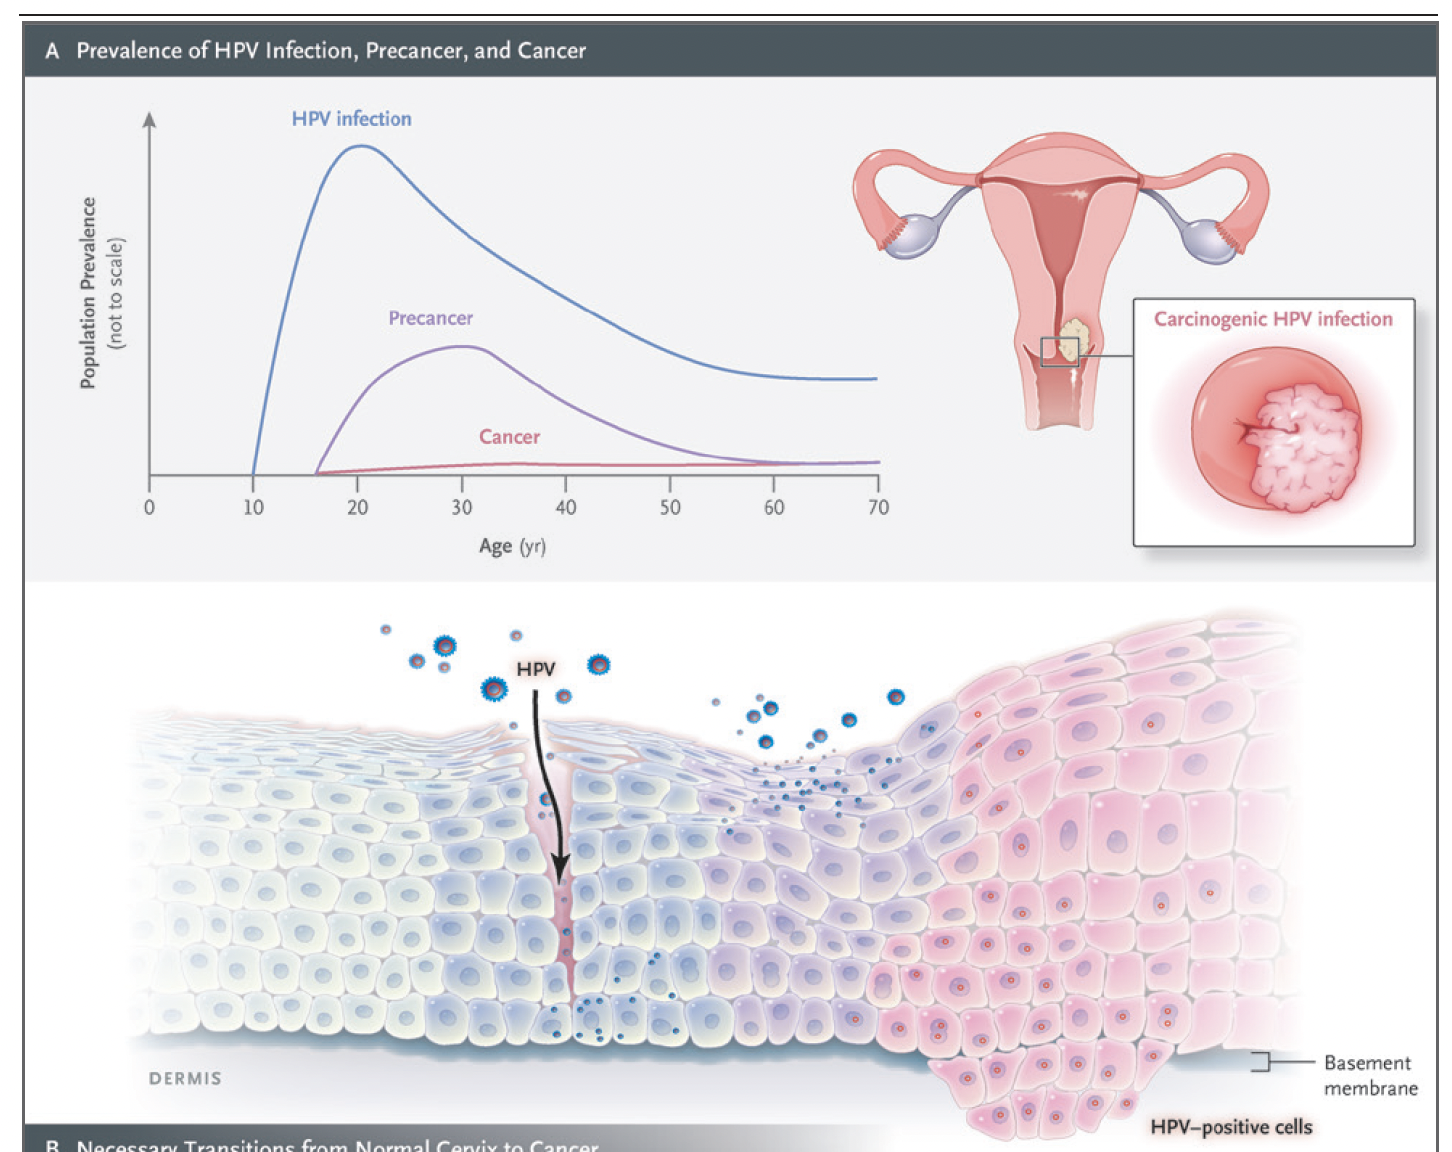 A Prevalence of HPV Infection, Precancer, and Cancer
HPV infection
Population Prevalence
(not to scale)
Precancer
Cancer
0 10 20 30 40 50 60 70
Age (yr)
Carcinogenic HPV infection
HPV
DERMIS
Basement
membrane
HPV–positive cells
B Necessary Transitions from Normal Cervix to Cancer